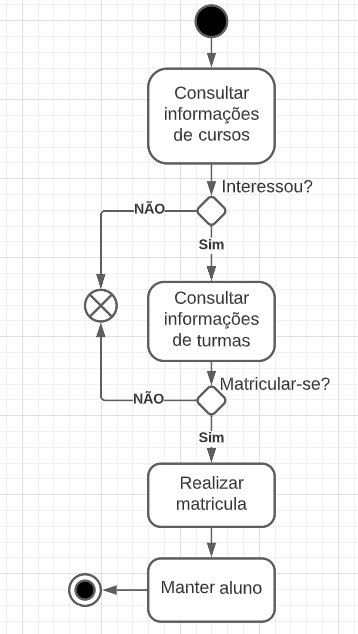 Consultar
informações
de cursos
Interessou?
NÃO
Sim
Consultar
informações
de turmas
Matricular-se?
NÃO
Sim
Realizar
matricula
Manter aluno